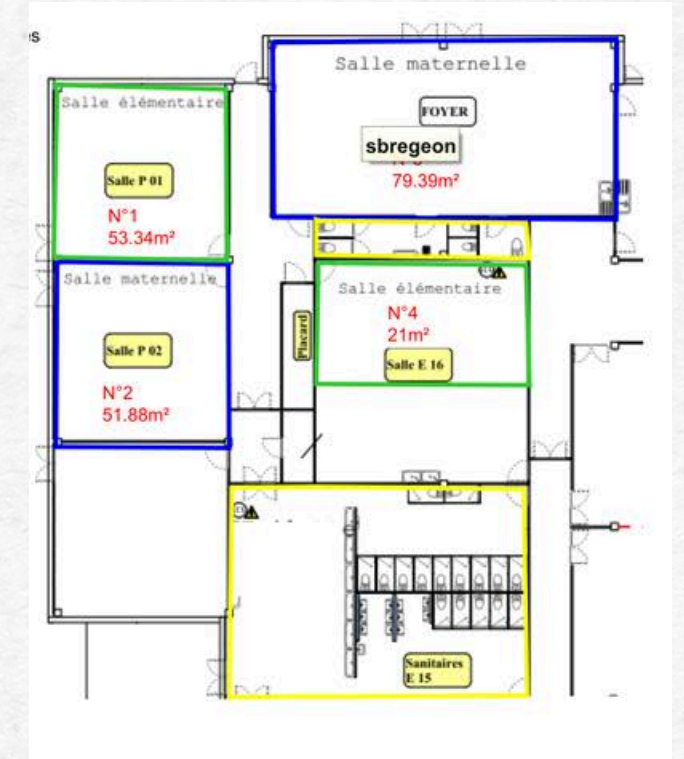 es
Salle maternelle
FOYER
sbregeon
79.39m²
Salle élémentaire
Salle P 01
N°1
53.34m²
Salle maternelle
Salle P 02
N°2
51.88m²
Salle élémentaire
N°4
21m²
Salle E 16
Placard
Sanitaires
E 15